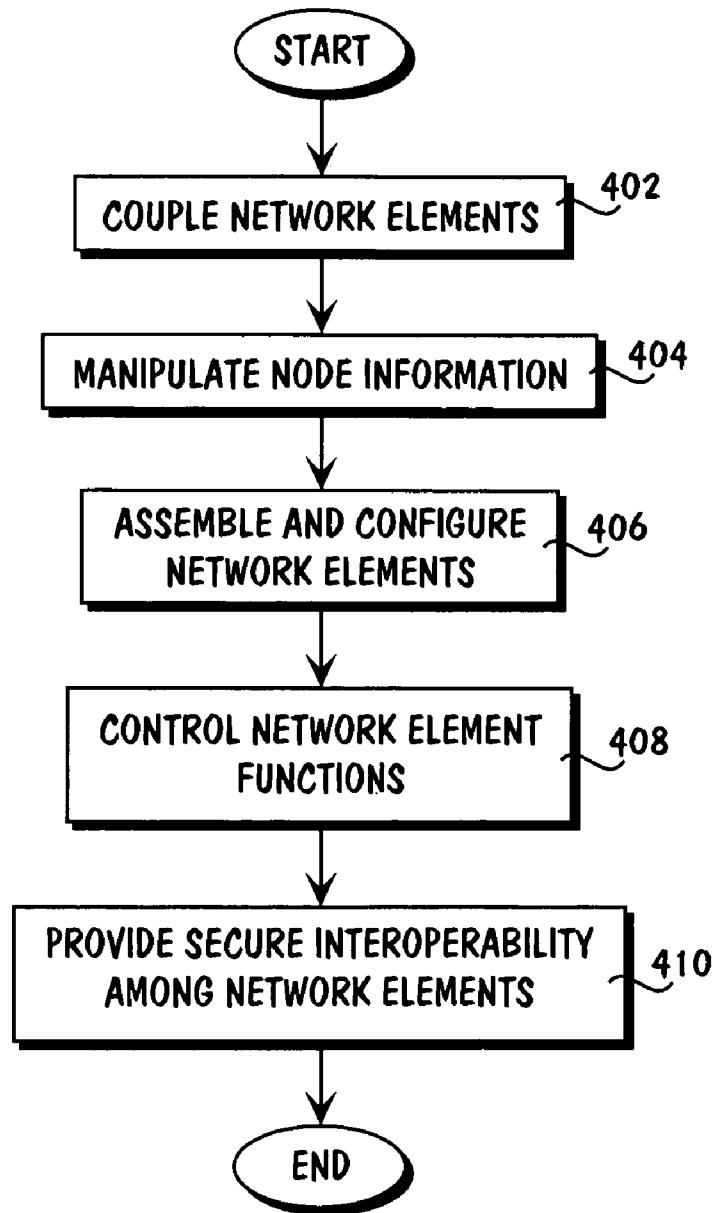 START
COUPLE NETWORK ELEMENTS
402
MANIPULATE NODE INFORMATION
404
ASSEMBLE AND CONFIGURE
NETWORK ELEMENTS
406
CONTROL NETWORK ELEMENT
FUNCTIONS
408
PROVIDE SECURE INTEROPERABILITY
AMONG NETWORK ELEMENTS
410
END